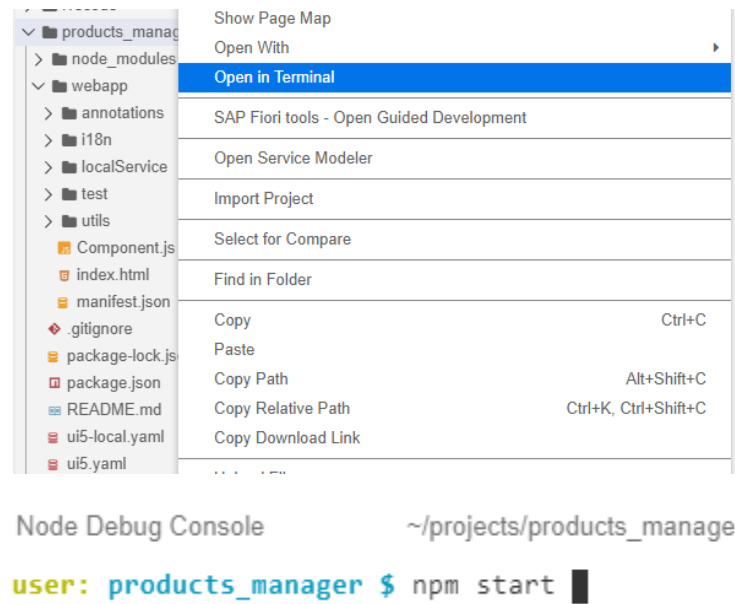 products_manag
node_modules
webapp
annotations
i18n
localService
test
utils
Component.js
index.html
manifest.json
.gitignore
package-lock.js
package.json
README.md
ui5-local.yaml
ui5.yaml
Show Page Map
Open With
Open in Terminal
SAP Fiori tools - Open Guided Development
Open Service Modeler
Import Project
Select for Compare
Find in Folder
Copy Ctrl+C
Paste
Copy Path Alt+Shift+C
Copy Relative Path Ctrl+K, Ctrl+Shift+C
Copy Download Link
Node Debug Console ~/projects/products_manage
user: products_manager $ npm start